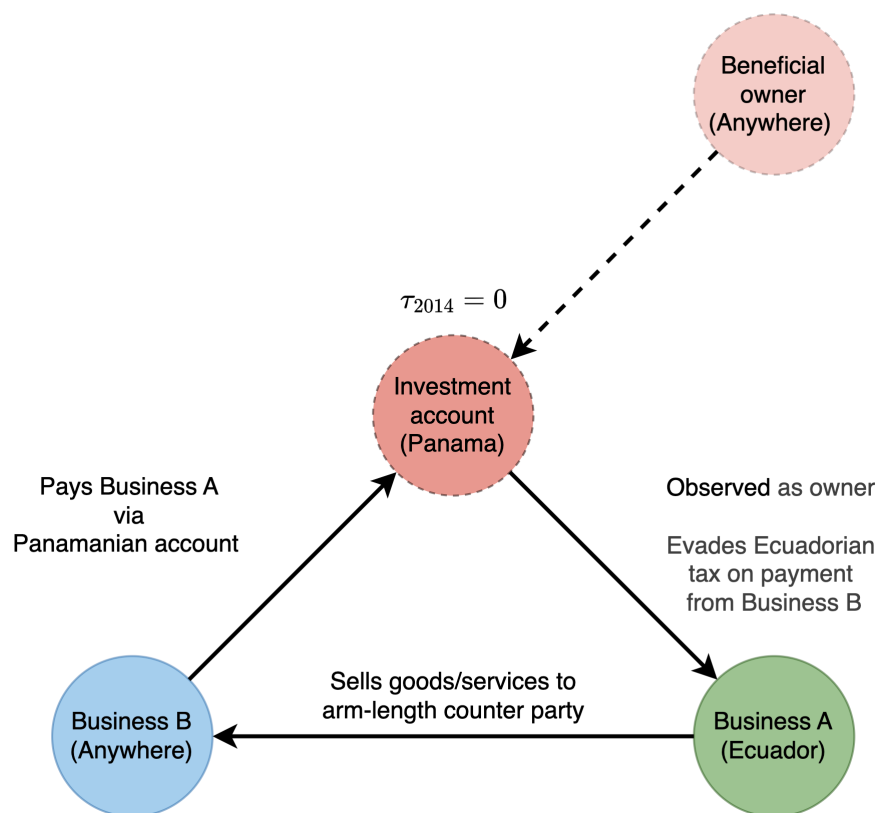 Beneficial
owner
(Anywhere)
τ₂₀₁₄ = 0
Investment
account
(Panama)
Pays Business A
via
Panamanian account
Observed as owner
Evades Ecuadorian
tax on payment
from Business B
Sells goods/services to
arm-length counter party
Business B
(Anywhere)
Business A
(Ecuador)